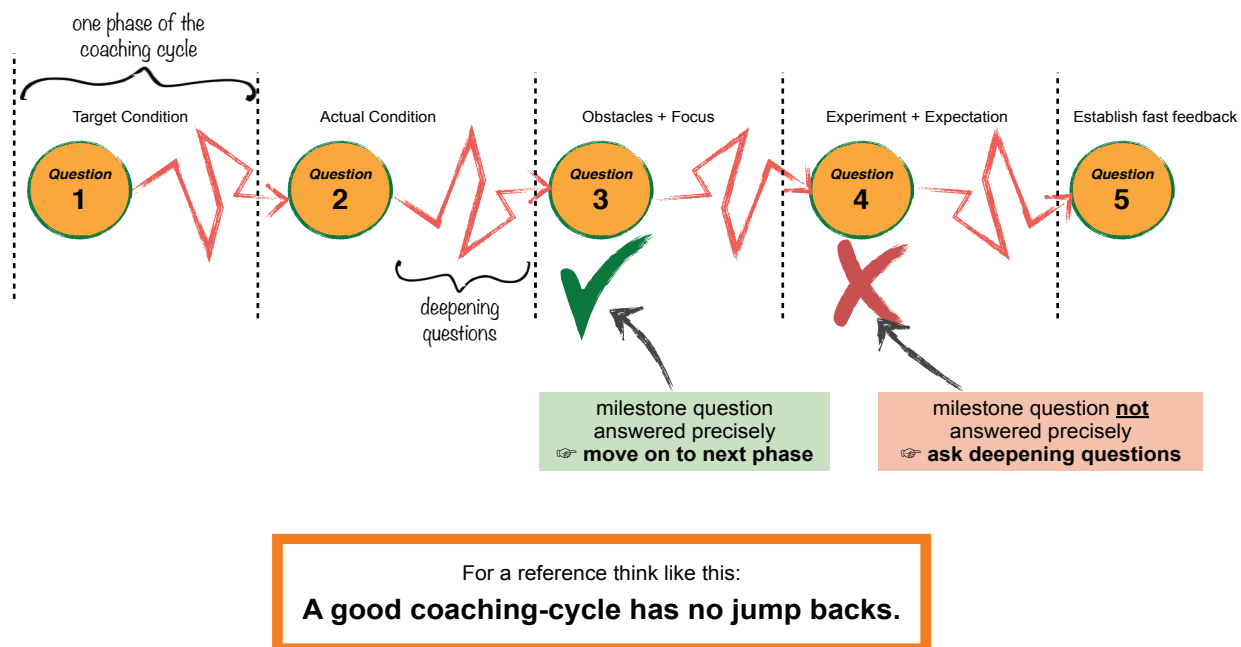 one phase of the
coaching cycle
Target Condition
Actual Condition
Obstacles + Focus
Experiment + Expectation
Establish fast feedback
Question
1
Question
2
Question
3
Question
4
Question
5
deepening
questions
milestone question
answered precisely
☞ move on to next phase
milestone question not
answered precisely
☞ ask deepening questions
For a reference think like this:
A good coaching-cycle has no jump backs.